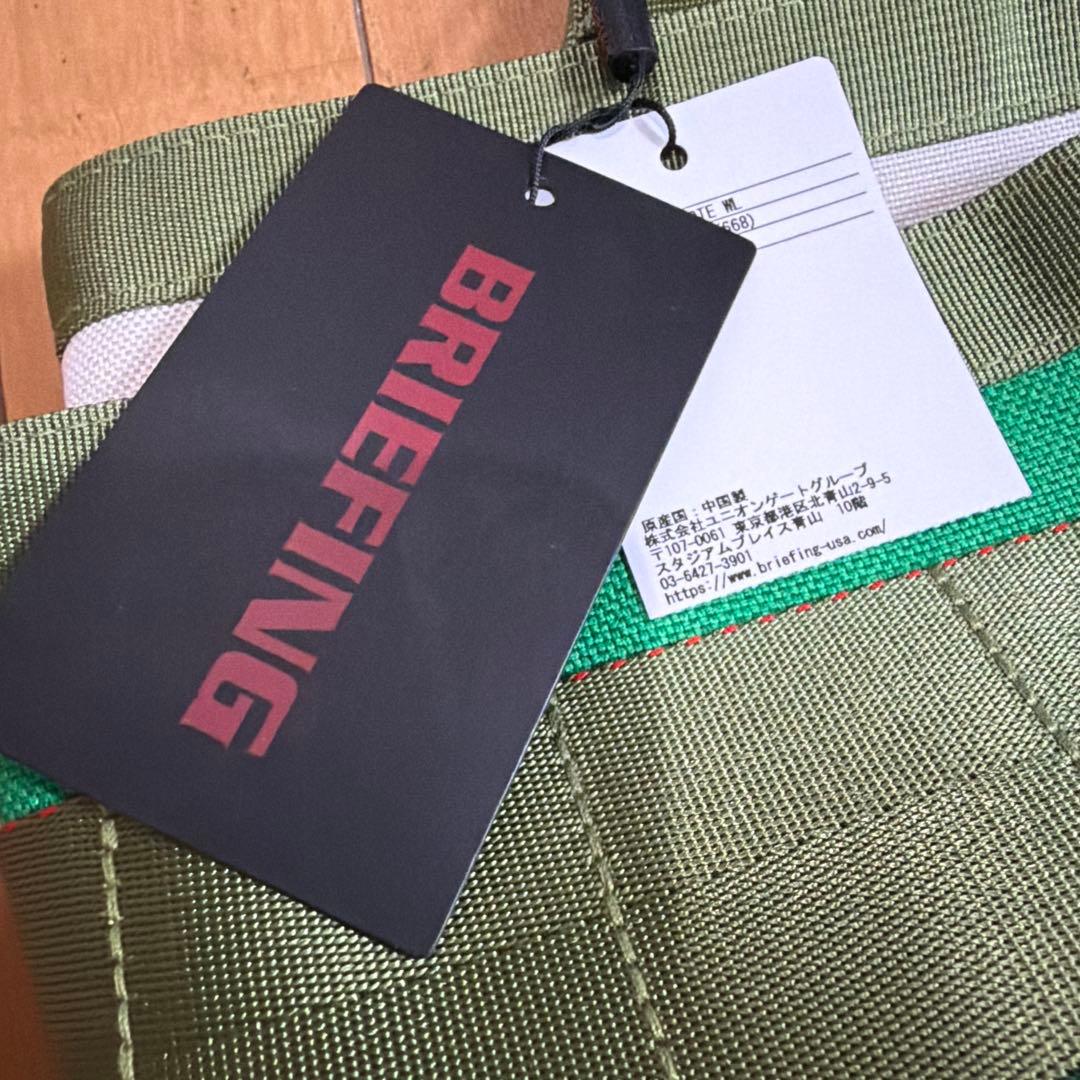 BRIEFING
WL
668)
原産国：中国製
株式会社ユニオンゲートグループ
〒107-0061 東京都港区北青山2-9-5
スタジアムプレイス青山 10階
03-6427-3901
https://www.briefing-usa.com/